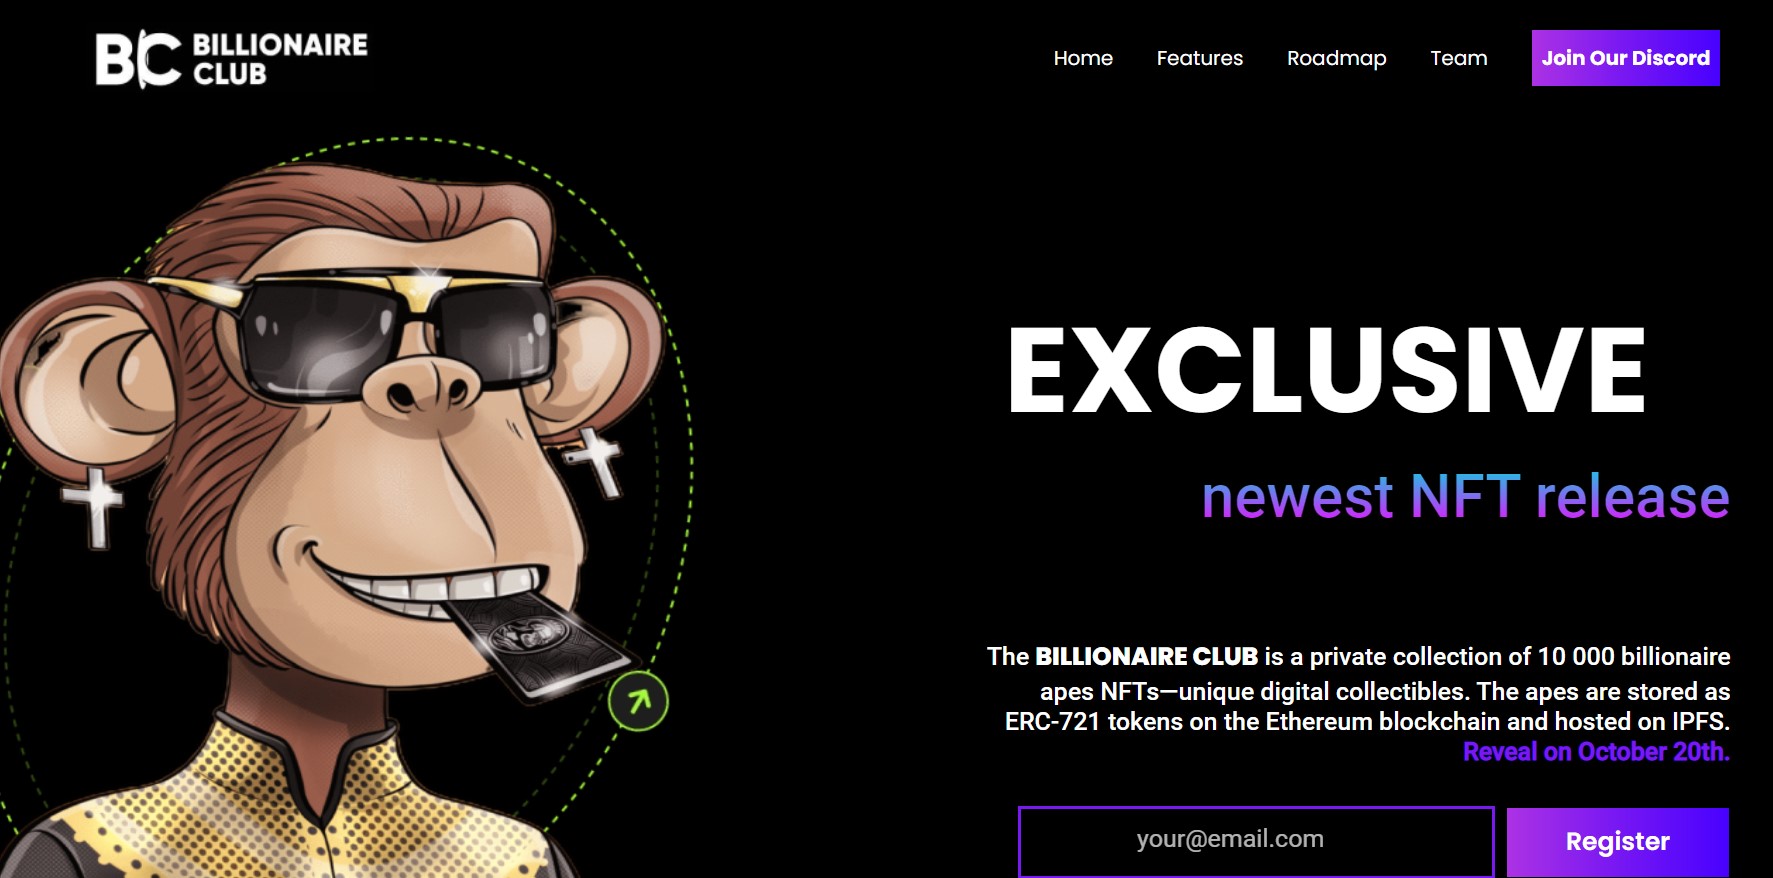 BC BILLIONAIRE
CLUB
Home Features Roadmap Team Join Our Discord
EXCLUSIVE
newest NFT release
The BILLIONAIRE CLUB is a private collection of 10 000 billionaire
apes NFTs—unique digital collectibles. The apes are stored as
ERC-721 tokens on the Ethereum blockchain and hosted on IPFS.
Reveal on October 20th.
your@email.com Register